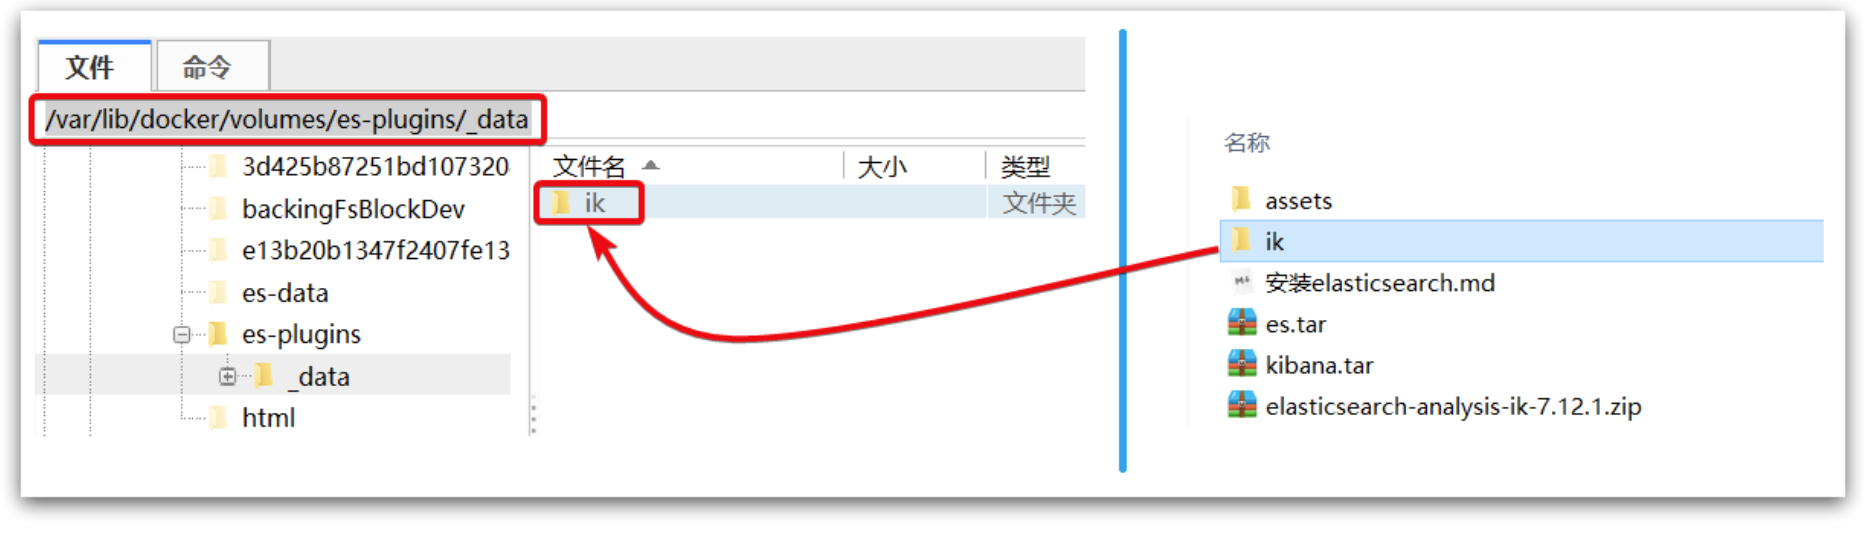 文件
命令
/var/lib/docker/volumes/es-plugins/_data
3d425b87251bd107320
backingFsBlockDev
e13b20b1347f2407fe13
es-data
es-plugins
_data
html
文件名 大小 类型
ik 文件夹
名称
assets
ik
安装elasticsearch.md
es.tar
kibana.tar
elasticsearch-analysis-ik-7.12.1.zip